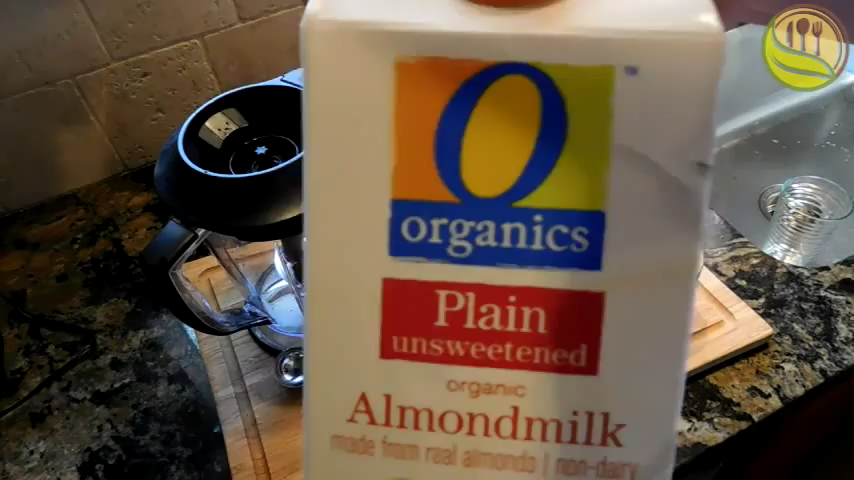 O
organics
Plain
unsweetened
organic
Almondmilk
made from real almonds | non-dairy